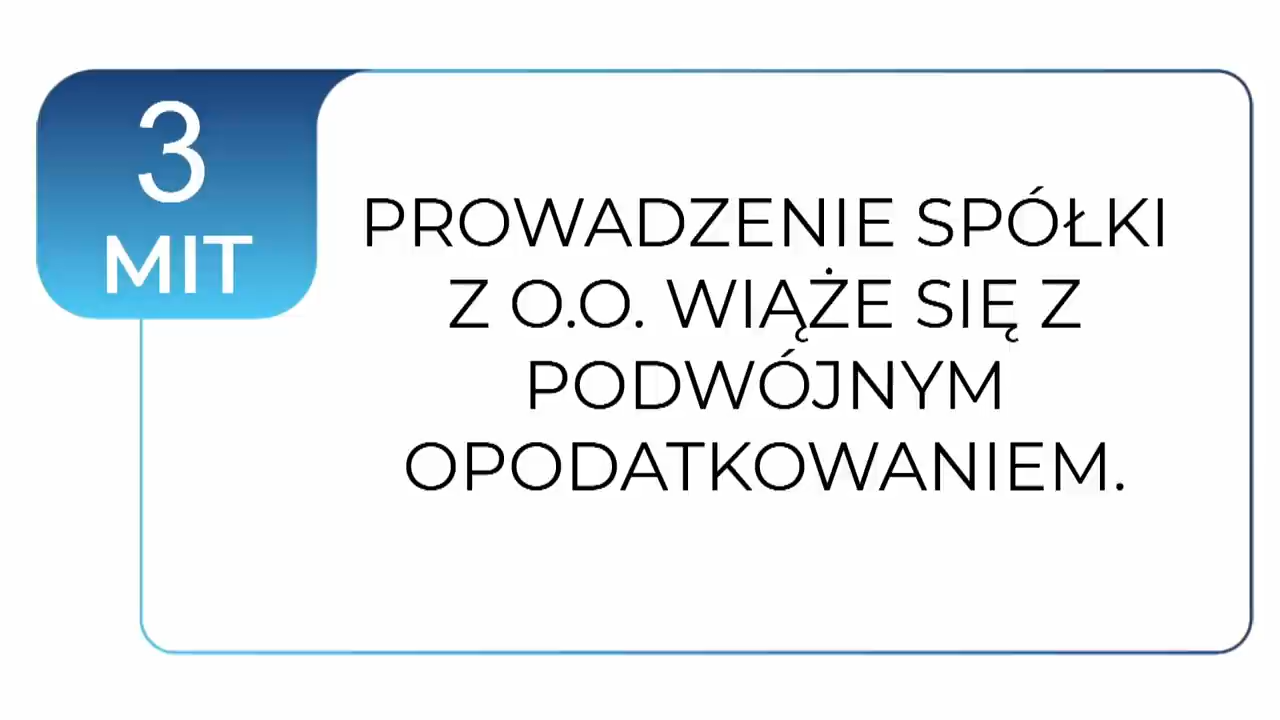 3
MIT
PROWADZENIE SPÓŁKI
Z O.O. WIĄŻE SIĘ Z
PODWÓJNYM
OPODATKOWANIEM.